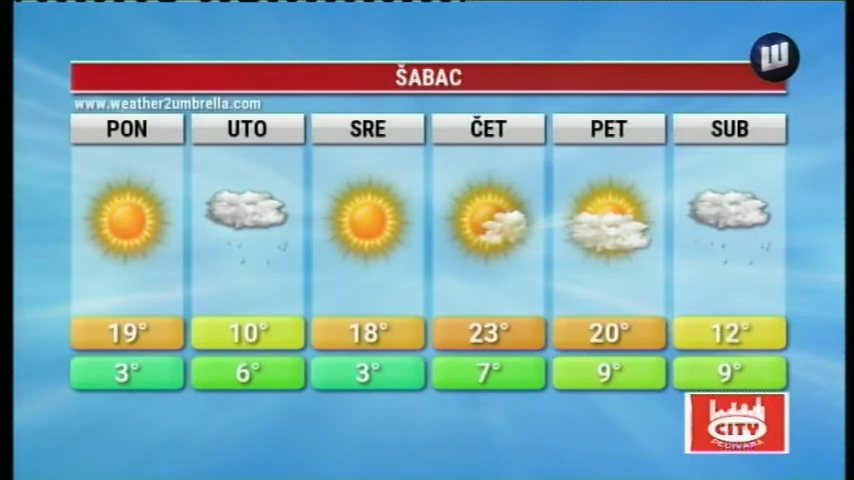 ŠABAC
www.weather2umbrella.com
PON UTO SRE ČET PET SUB
19° 10° 18° 23° 20° 12°
3° 6° 3° 7° 9° 9°
CITY
PECIVARA